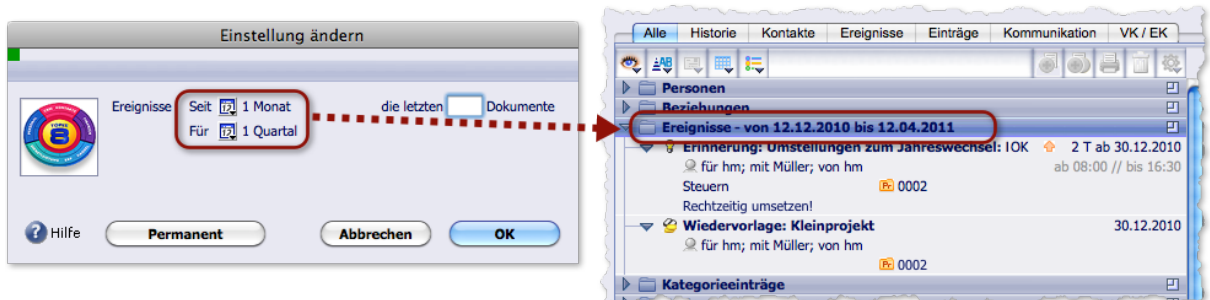 Einstellung ändern
Ereignisse Seit 1 Monat die letzten Dokumente
Für 1 Quartal
Hilfe Permanent Abbrechen OK
Alle Historie Kontakte Ereignisse Einträge Kommunikation VK / EK
Personen
Beziehungen
Ereignisse - von 12.12.2010 bis 12.04.2011
Erinnerung: Umstellungen zum Jahreswechsel: TOK 2 T ab 30.12.2010
für hm; mit Müller; von hm ab 08:00 // bis 16:30
Steuern Pr 0002
Rechtzeitig umsetzen!
Wiedervorlage: Kleinprojekt 30.12.2010
für hm; mit Müller; von hm
Pr 0002
Kategorieeinträge